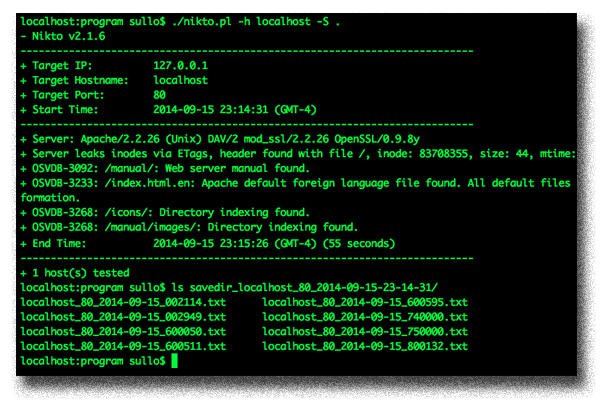 localhost:program sullo$ ./nikto.pl -h localhost -S .
- Nikto v2.1.6
---------------------------------------------------------------------------
+ Target IP:          127.0.0.1
+ Target Hostname:    localhost
+ Target Port:        80
+ Start Time:         2014-09-15 23:14:31 (GMT-4)
---------------------------------------------------------------------------
+ Server: Apache/2.2.26 (Unix) DAV/2 mod_ssl/2.2.26 OpenSSL/0.9.8y
+ Server leaks inodes via ETags, header found with file /, inode: 83708355, size: 44, mtime:
+ OSVDB-3092: /manual/: Web server manual found.
+ OSVDB-3233: /index.html.en: Apache default foreign language file found. All default files
formation.
+ OSVDB-3268: /icons/: Directory indexing found.
+ OSVDB-3268: /manual/images/: Directory indexing found.
+ End Time:           2014-09-15 23:15:26 (GMT-4) (55 seconds)
---------------------------------------------------------------------------
+ 1 host(s) tested
localhost:program sullo$ ls savedir_localhost_80_2014-09-15-23-14-31/
localhost_80_2014-09-15_002114.txt      localhost_80_2014-09-15_600595.txt
localhost_80_2014-09-15_002949.txt      localhost_80_2014-09-15_740000.txt
localhost_80_2014-09-15_600050.txt      localhost_80_2014-09-15_750000.txt
localhost_80_2014-09-15_600511.txt      localhost_80_2014-09-15_800132.txt
localhost:program sullo$